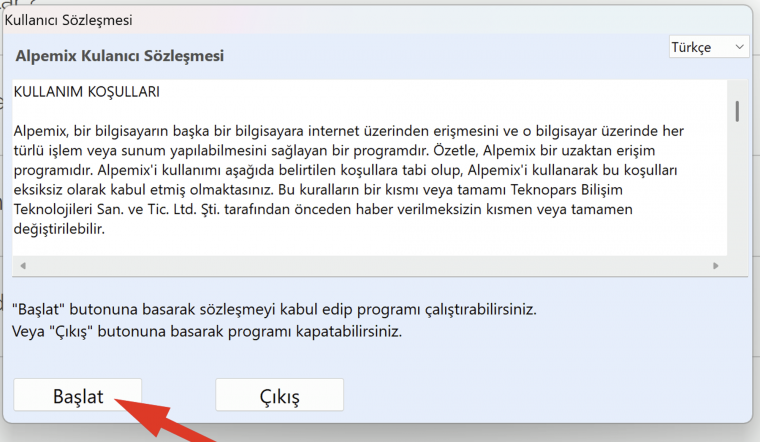 Kullanıcı Sözleşmesi
Alpemix Kulanıcı Sözleşmesi
Türkçe
KULLANIM KOŞULLARI
Alpemix, bir bilgisayarın başka bir bilgisayara internet üzerinden erişmesini ve o bilgisayar üzerinde her
türlü işlem veya sunum yapılabilmesini sağlayan bir programdır. Özetle, Alpemix bir uzaktan erişim
programıdır. Alpemix'i kullanımı aşağıda belirtilen koşullara tabi olup, Alpemix'i kullanarak bu koşulları
eksiksiz olarak kabul etmiş olmaktasınız. Bu kuralların bir kısmı veya tamamı Teknopars Bilişim
Teknolojileri San. ve Tic. Ltd. Şti. tarafından önceden haber verilmeksizin kısmen veya tamamen
değiştirilebilir.
"Başlat" butonuna basarak sözleşmeyi kabul edip programı çalıştırabilirsiniz.
Veya "Çıkış" butonuna basarak programı kapatabilirsiniz.
Başlat
Çıkış